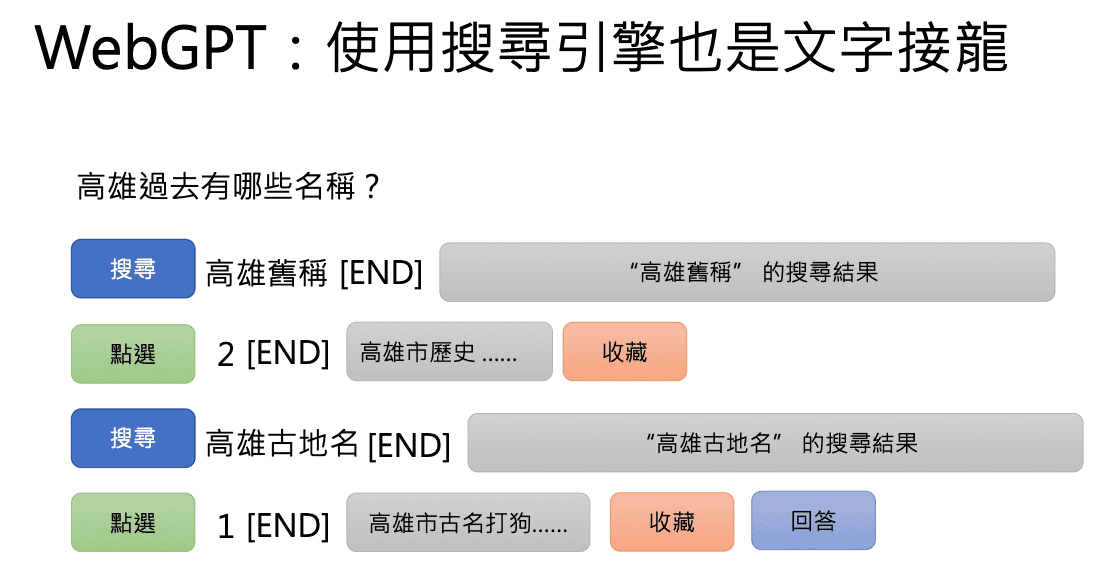 WebGPT：使用搜尋引擎也是文字接龍
高雄過去有哪些名稱？
搜尋 高雄舊稱 [END] “高雄舊稱” 的搜尋結果
點選 2 [END] 高雄市歷史 …… 收藏
搜尋 高雄古地名 [END] “高雄古地名” 的搜尋結果
點選 1 [END] 高雄市古名打狗…… 收藏 回答